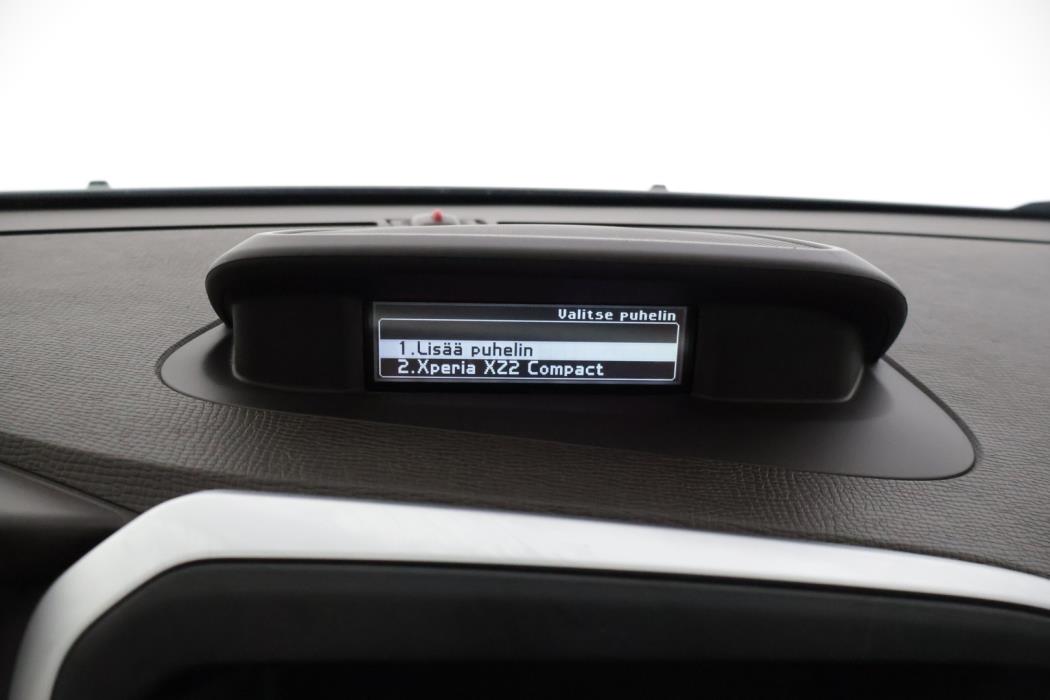 Valitse puhelin
1.Lisää puhelin
2.Xperia XZ2 Compact